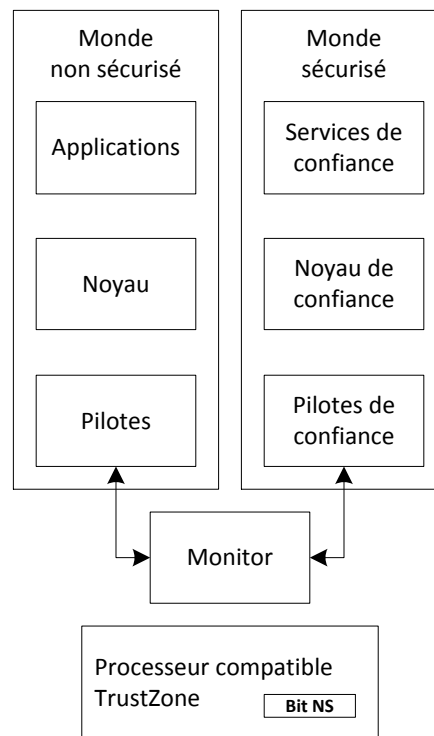 Monde
non sécurisé
Applications
Noyau
Pilotes
Monde
sécurisé
Services de
confiance
Noyau de
confiance
Pilotes de
confiance
Monitor
Processeur compatible
TrustZone
Bit NS